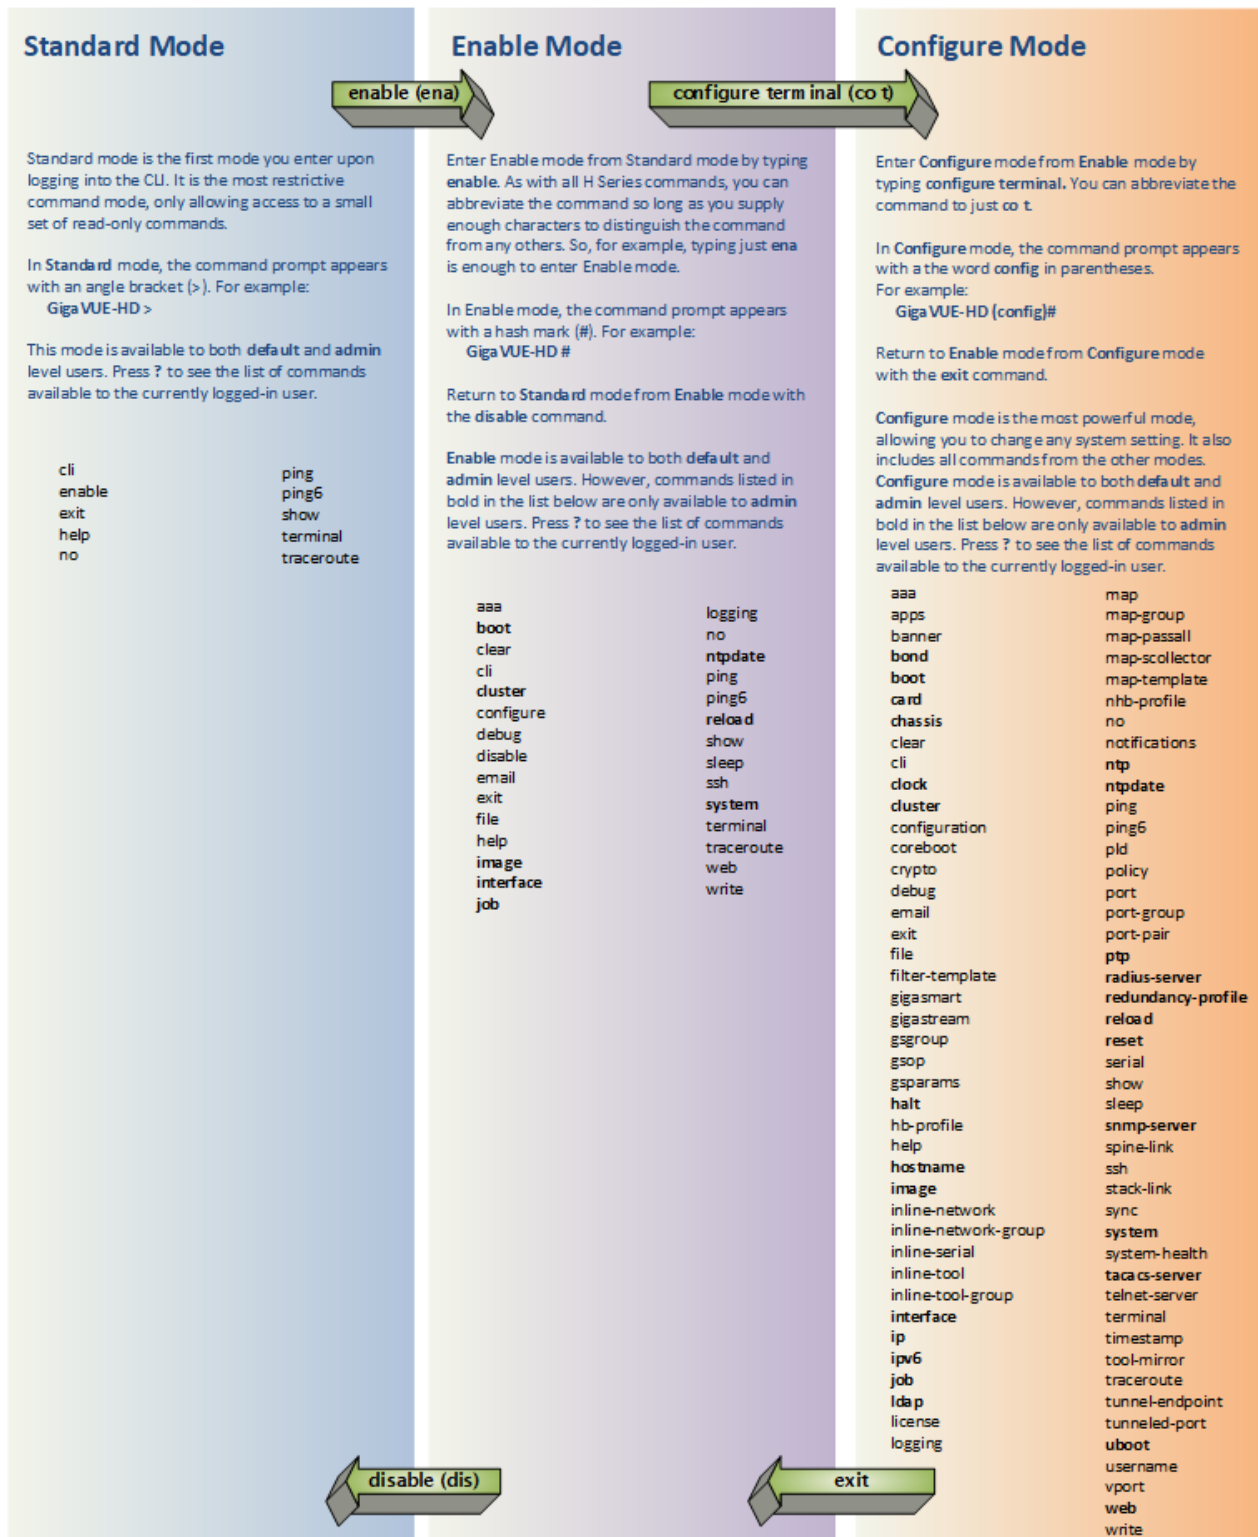 Standard Mode
enable (ena)
Standard mode is the first mode you enter upon
logging into the CLI. It is the most restrictive
command mode, only allowing access to a small
set of read-only commands.
In Standard mode, the command prompt appears
with an angle bracket (>). For example:
GigaVUE-HD >
This mode is available to both default and admin
level users. Press ? to see the list of commands
available to the currently logged-in user.
cli
enable
exit
help
no
ping
ping6
show
terminal
traceroute
disable (dis)
Enable Mode
configure terminal (co t)
Enter Enable mode from Standard mode by typing
enable. As with all H Series commands, you can
abbreviate the command so long as you supply
enough characters to distinguish the command
from any others. So, for example, typing just ena
is enough to enter Enable mode.
In Enable mode, the command prompt appears
with a hash mark (#). For example:
GigaVUE-HD #
Return to Standard mode from Enable mode with
the disable command.
Enable mode is available to both default and
admin level users. However, commands listed in
bold in the list below are only available to admin
level users. Press ? to see the list of commands
available to the currently logged-in user.
aaa
boot
clear
cli
cluster
configure
debug
disable
email
exit
file
help
image
interface
job
logging
no
ntpdate
ping
ping6
reload
show
sleep
ssh
system
terminal
traceroute
web
write
exit
Configure Mode
Enter Configure mode from Enable mode by
typing configure terminal. You can abbreviate the
command to just co t.
In Configure mode, the command prompt appears
with a the word config in parentheses.
For example:
GigaVUE-HD (config)#
Return to Enable mode from Configure mode
with the exit command.
Configure mode is the most powerful mode,
allowing you to change any system setting. It also
includes all commands from the other modes.
Configure mode is available to both default and
admin level users. However, commands listed in
bold in the list below are only available to admin
level users. Press ? to see the list of commands
available to the currently logged-in user.
aaa
apps
banner
bond
boot
card
chassis
clear
cli
clock
cluster
configuration
coreboot
crypto
debug
email
exit
file
filter-template
gigasmart
gigastream
gsgroup
gsop
gsparams
halt
hb-profile
help
hostname
image
inline-network
inline-network-group
inline-serial
inline-tool
inline-tool-group
interface
ip
ipv6
job
ldap
license
logging
map
map-group
map-passall
map-scollector
map-template
nhb-profile
no
notifications
ntp
ntpdate
ping
ping6
pld
policy
port
port-group
port-pair
ptp
radius-server
redundancy-profile
reload
reset
serial
show
sleep
snmp-server
spine-link
ssh
stack-link
sync
system
system-health
tacacs-server
telnet-server
terminal
timestamp
tool-mirror
traceroute
tunnel-endpoint
tunneled-port
uboot
username
vport
web
write